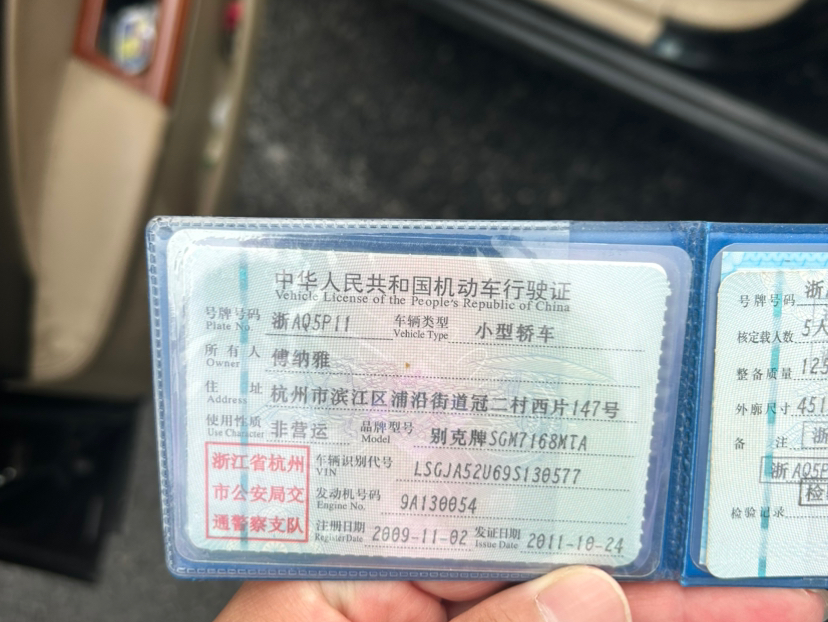 中华人民共和国机动车行驶证
Vehicle License of the People's Republic of China
号牌号码 浙AQ5P11 车辆类型 小型轿车
Plate No. Vehicle Type
所有人 傅纳雅
Owner
住址 杭州市滨江区浦沿街道冠二村西片147号
Address
使用性质 非营运 品牌型号 别克牌SGM7168MTA
Use Character Model
浙江省杭州
市公安局交
通警察支队
车辆识别代号 LSGJA52U69S130577
VIN
发动机号码 9A130054
Engine No.
注册日期 2009-11-02 发证日期 2011-10-24
Register Date Issue Date
号牌号码 浙
核定载人数 5人
整备质量 125
外廓尺寸 451
备注 浙
浙AQ5P
检
检验记录